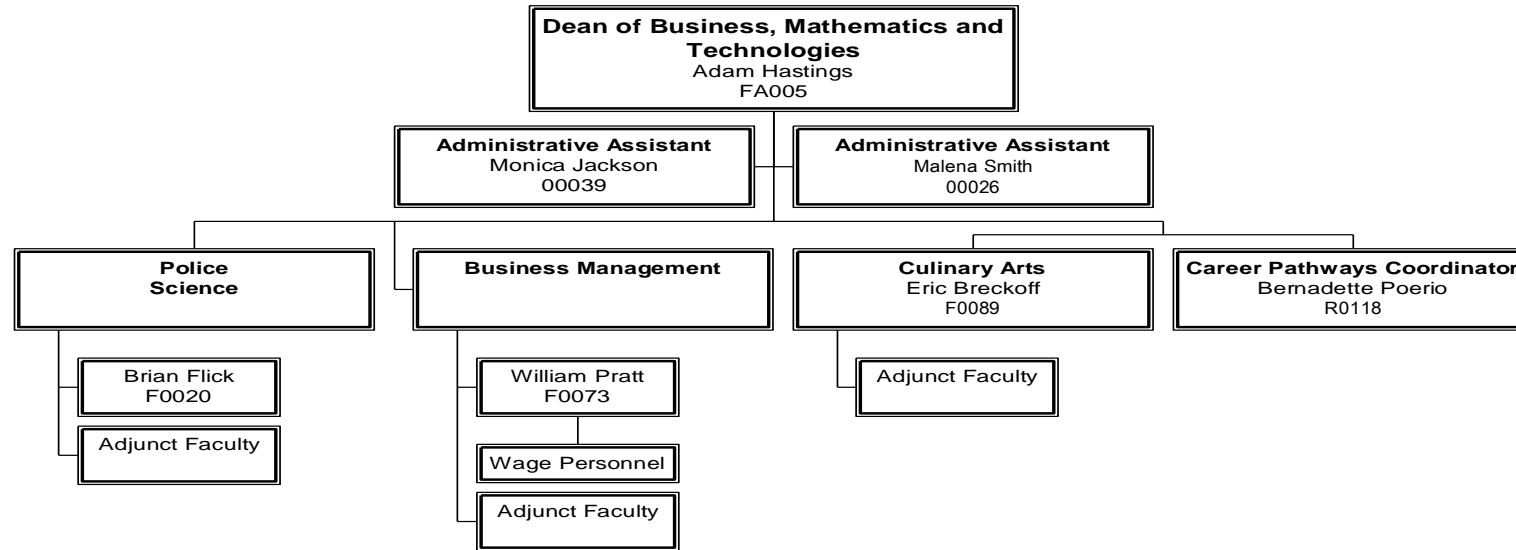 Dean of Business, Mathematics and
Technologies
Adam Hastings
FA005
Administrative Assistant
Monica Jackson
00039
Administrative Assistant
Malena Smith
00026
Police
Science
Business Management
Culinary Arts
Eric Breckoff
F0089
Career Pathways Coordinator
Bernadette Poerio
R0118
Brian Flick
F0020
Adjunct Faculty
William Pratt
F0073
Wage Personnel
Adjunct Faculty
Adjunct Faculty